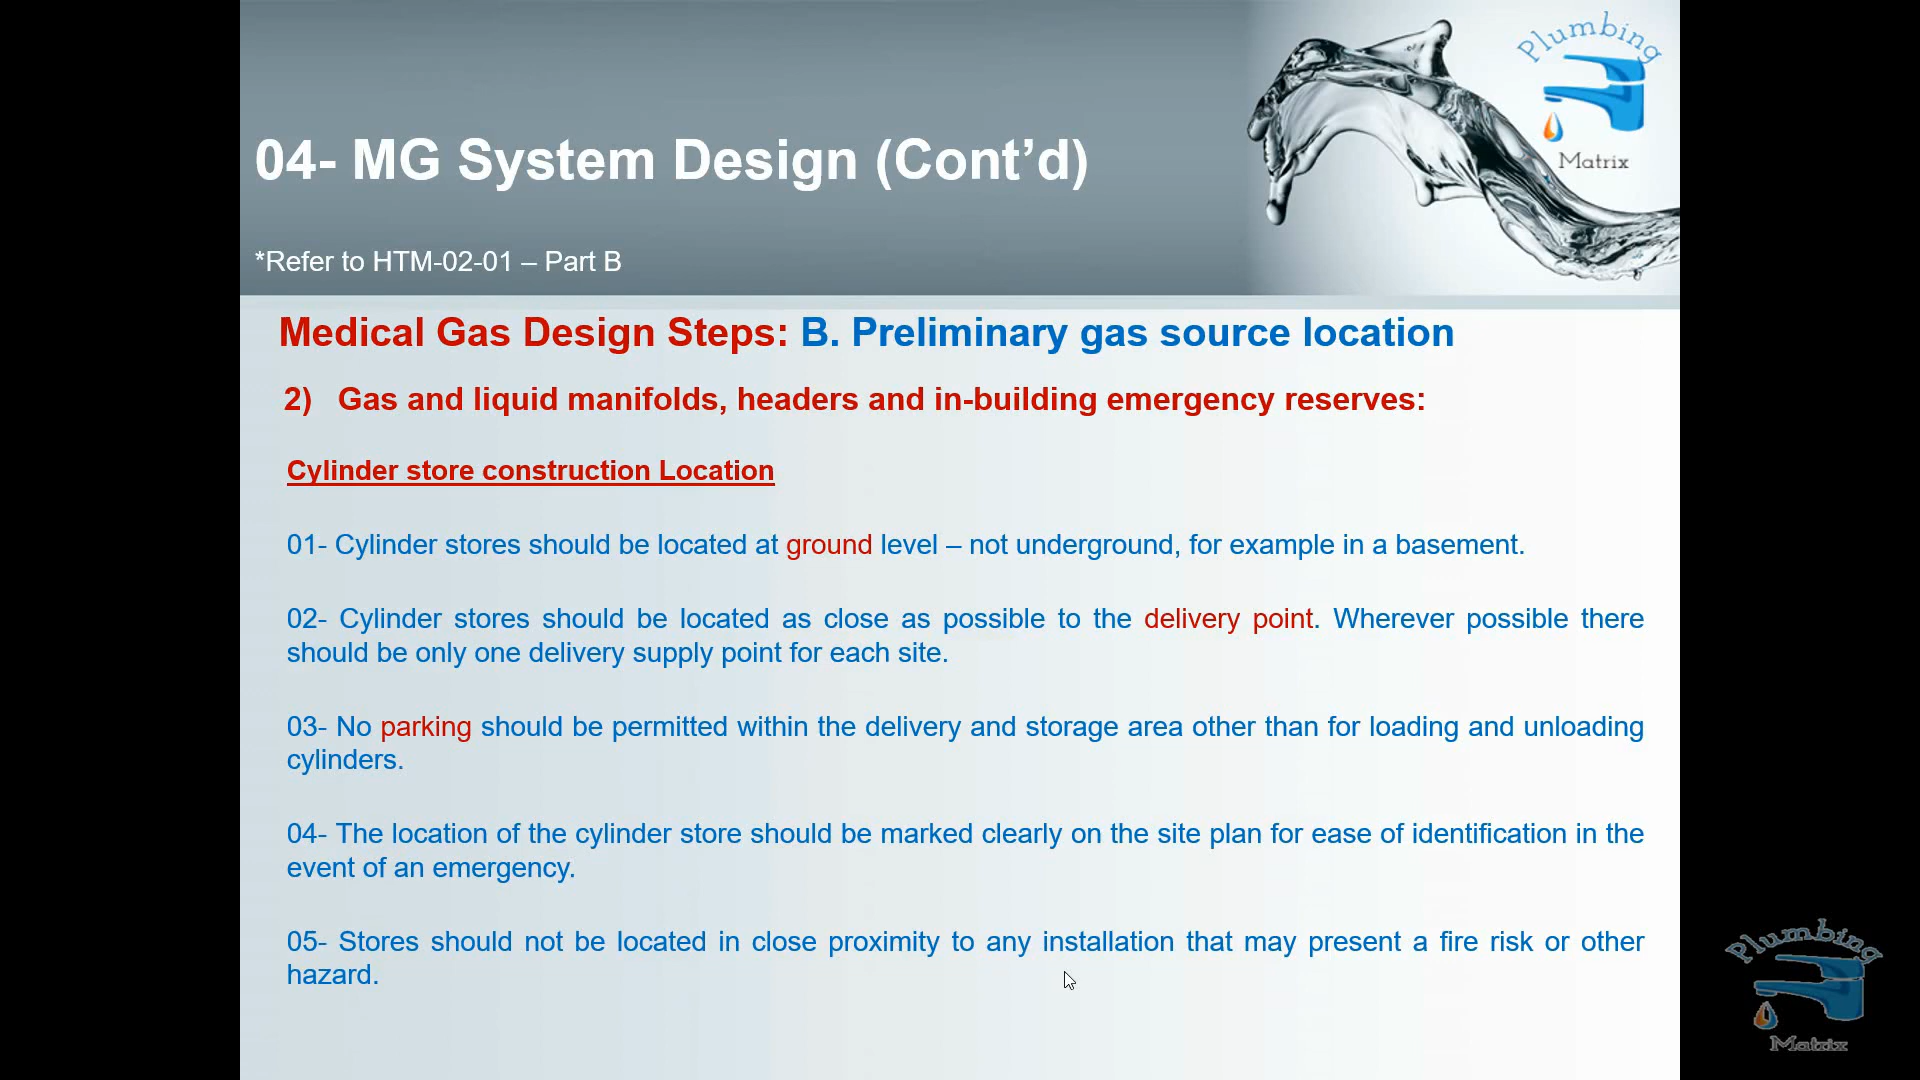 Plumbing
Matrix
04- MG System Design (Cont’d)
*Refer to HTM-02-01 – Part B
Medical Gas Design Steps: B. Preliminary gas source location
2) Gas and liquid manifolds, headers and in-building emergency reserves:
Cylinder store construction Location
01- Cylinder stores should be located at ground level – not underground, for example in a basement.
02- Cylinder stores should be located as close as possible to the delivery point. Wherever possible there
should be only one delivery supply point for each site.
03- No parking should be permitted within the delivery and storage area other than for loading and unloading
cylinders.
04- The location of the cylinder store should be marked clearly on the site plan for ease of identification in the
event of an emergency.
05- Stores should not be located in close proximity to any installation that may present a fire risk or other
hazard.
Plumbing
Matrix